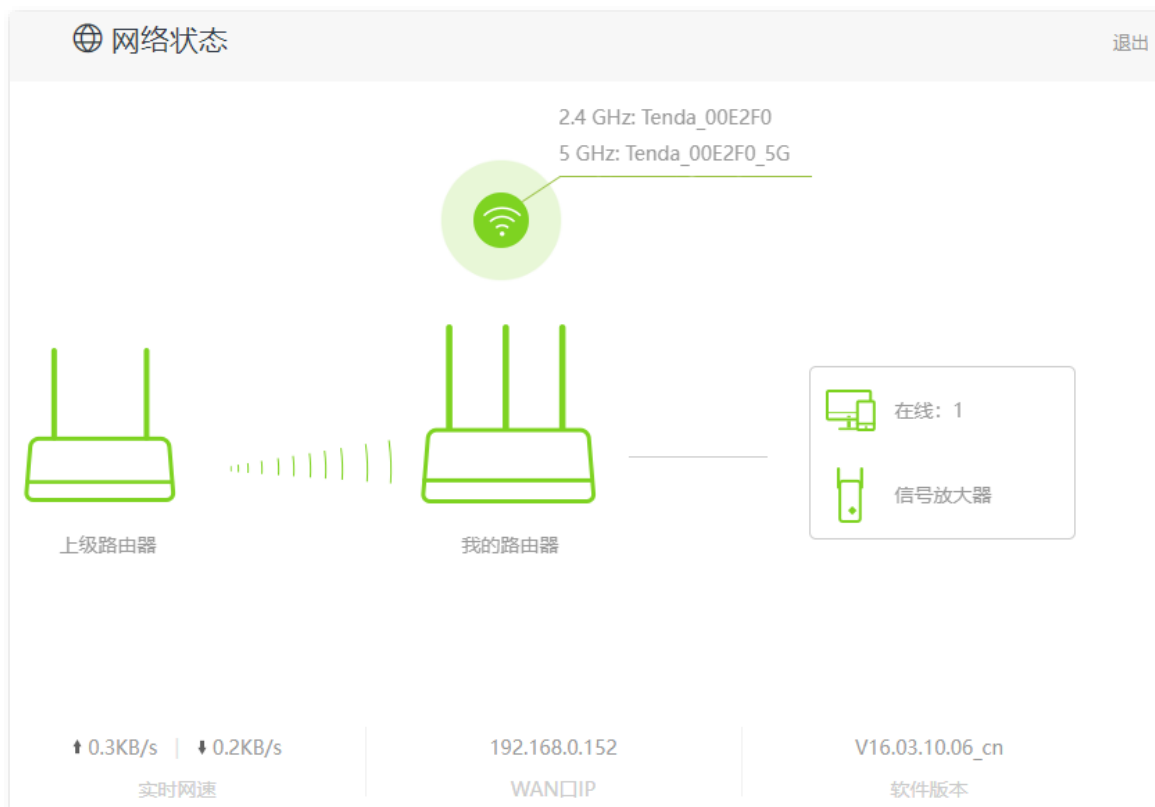 网络状态
退出
2.4 GHz: Tenda_00E2F0
5 GHz: Tenda_00E2F0_5G
在线：1
信号放大器
上级路由器
我的路由器
0.3KB/s | 0.2KB/s
192.168.0.152
V16.03.10.06_cn
实时网速
WAN口IP
软件版本